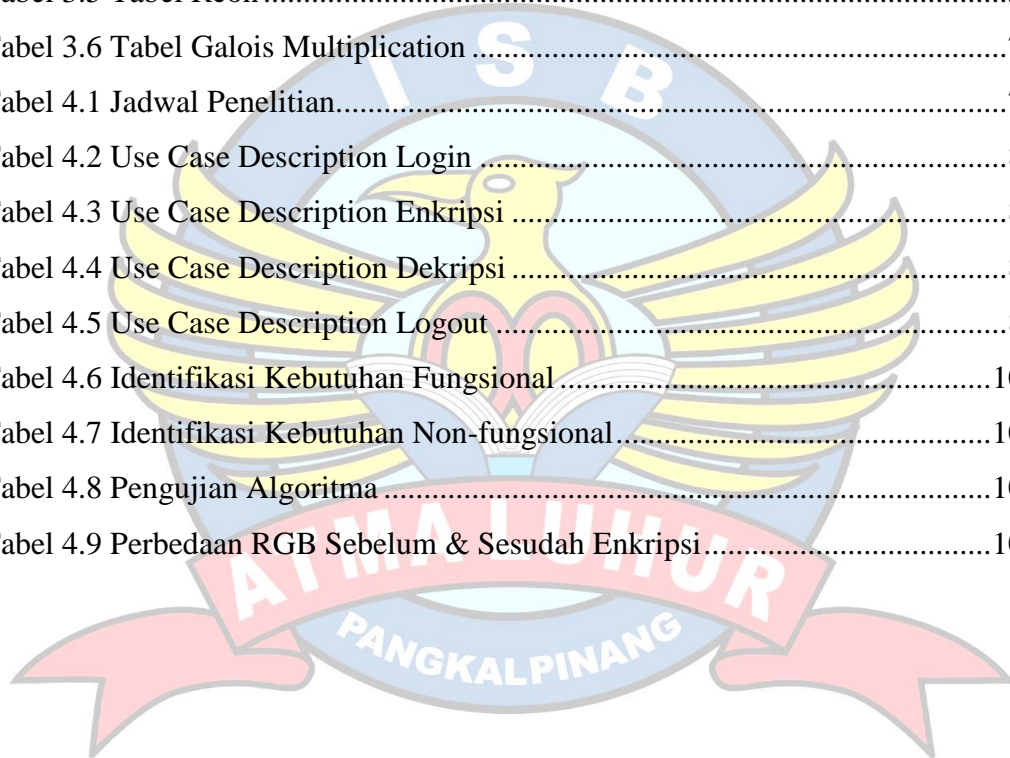 Tabel 3.6 Tabel Galois Multiplication
Tabel 4.1 Jadwal Penelitian
Tabel 4.2 Use Case Description Login
Tabel 4.3 Use Case Description Enkripsi
Tabel 4.4 Use Case Description Dekripsi
Tabel 4.5 Use Case Description Logout
Tabel 4.6 Identifikasi Kebutuhan Fungsional
Tabel 4.7 Identifikasi Kebutuhan Non-fungsional
Tabel 4.8 Pengujian Algoritma
Tabel 4.9 Perbedaan RGB Sebelum & Sesudah Enkripsi
I S B
ATMA LUHUR
PANGKALPINANG